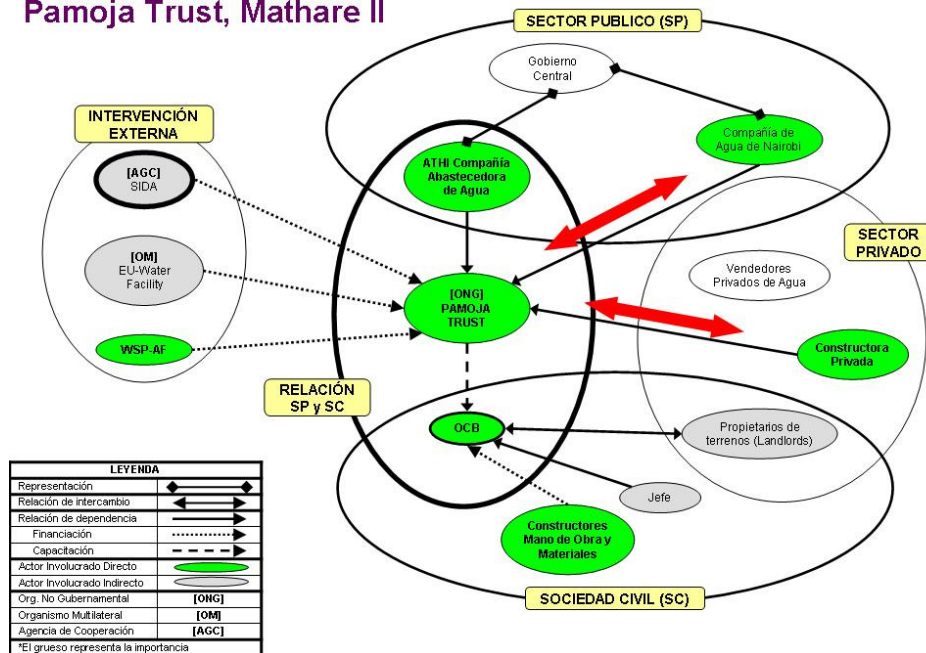 Pamoja Trust, Mathare II
SECTOR PUBLICO (SP)
Gobierno
Central
INTERVENCIÓN
EXTERNA
Compañía de
Agua de Nairobi
ATHI Compañía
Abastecedora
de Agua
[AGC]
SIDA
SECTOR
PRIVADO
[OM]
EU-Water
Facility
Vendedores
Privados de Agua
[ONG]
PAMOJA
TRUST
WSP-AF
Constructora
Privada
RELACIÓN
SP y SC
OCB
Propietarios de
terrenos (Landlords)
Jefe
Constructores
Mano de Obra y
Materiales
SOCIEDAD CIVIL (SC)
LEYENDA
Representación
Relación de intercambio
Relación de dependencia
Financiación
Capacitación
Actor Involucrado Directo
Actor Involucrado Indirecto
Org. No Gubernamental [ONG]
Organismo Multilateral [OM]
Agencia de Cooperación [AGC]
*El grueso representa la importancia